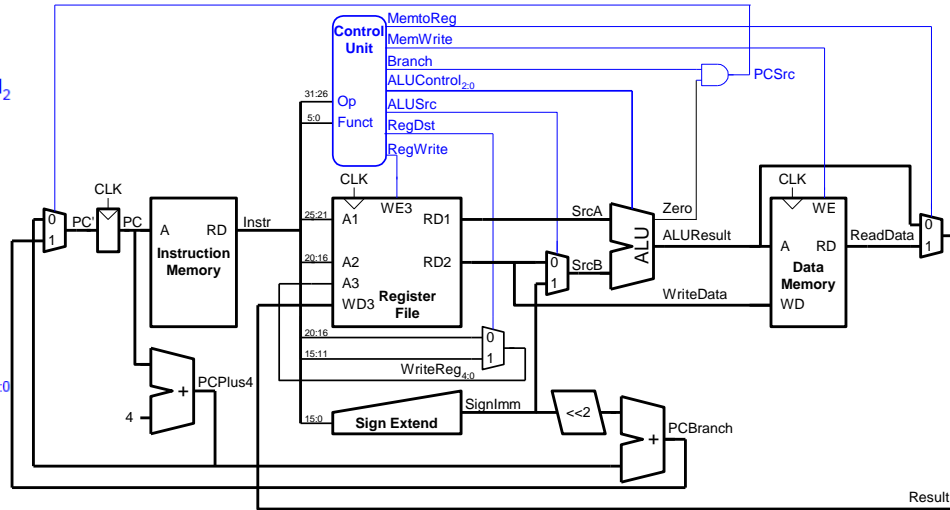 MemtoReg
Control
Unit
MemWrite
Branch
PCSrc
ALUControl2:0
31:26
Op
ALUSrc
5:0
Funct
RegDst
RegWrite
CLK
CLK
CLK
0
PC'
PC
1
A
RD
Instr
Instruction
Memory
25:21
A1
WE3
RD1
SrcA
Zero
WE
0
1
20:16
A2
RD2
0
SrcB
ALU
ALUResult
A
RD
ReadData
A3
1
Data
Memory
WD3
Register
File
WriteData
WD
20:16
0
15:11
1
WriteReg4:0
PCPlus4
+
4
SignImm
15:0
Sign Extend
<<2
+
PCBranch
Result
2
:0